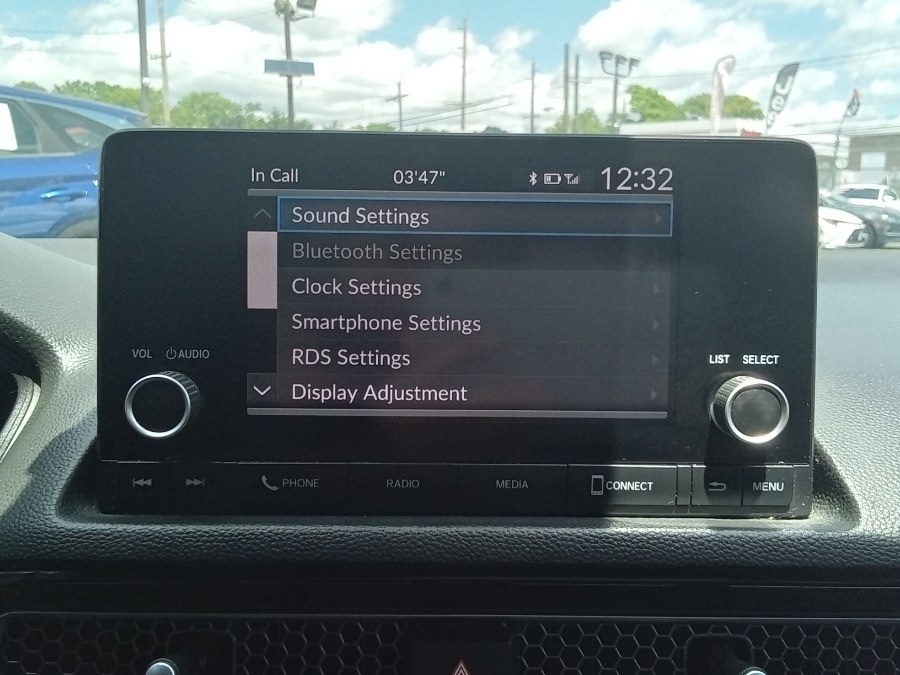 In Call 03'47" 12:32
Sound Settings
Bluetooth Settings
Clock Settings
Smartphone Settings
RDS Settings
Display Adjustment
VOL AUDIO
LIST SELECT
PHONE RADIO MEDIA CONNECT MENU